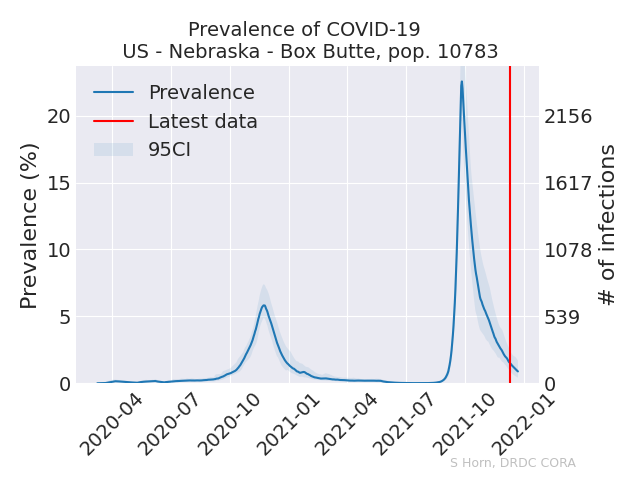 Prevalence of COVID-19
US - Nebraska - Box Butte, pop. 10783
Prevalence
Latest data
95CI
Prevalence (%)
20
15
10
5
0
2156
1617
1078
539
0
# of infections
2020-04
2020-07
2020-10
2021-01
2021-04
2021-07
2021-10
2022-01
S Horn, DRDC CORA